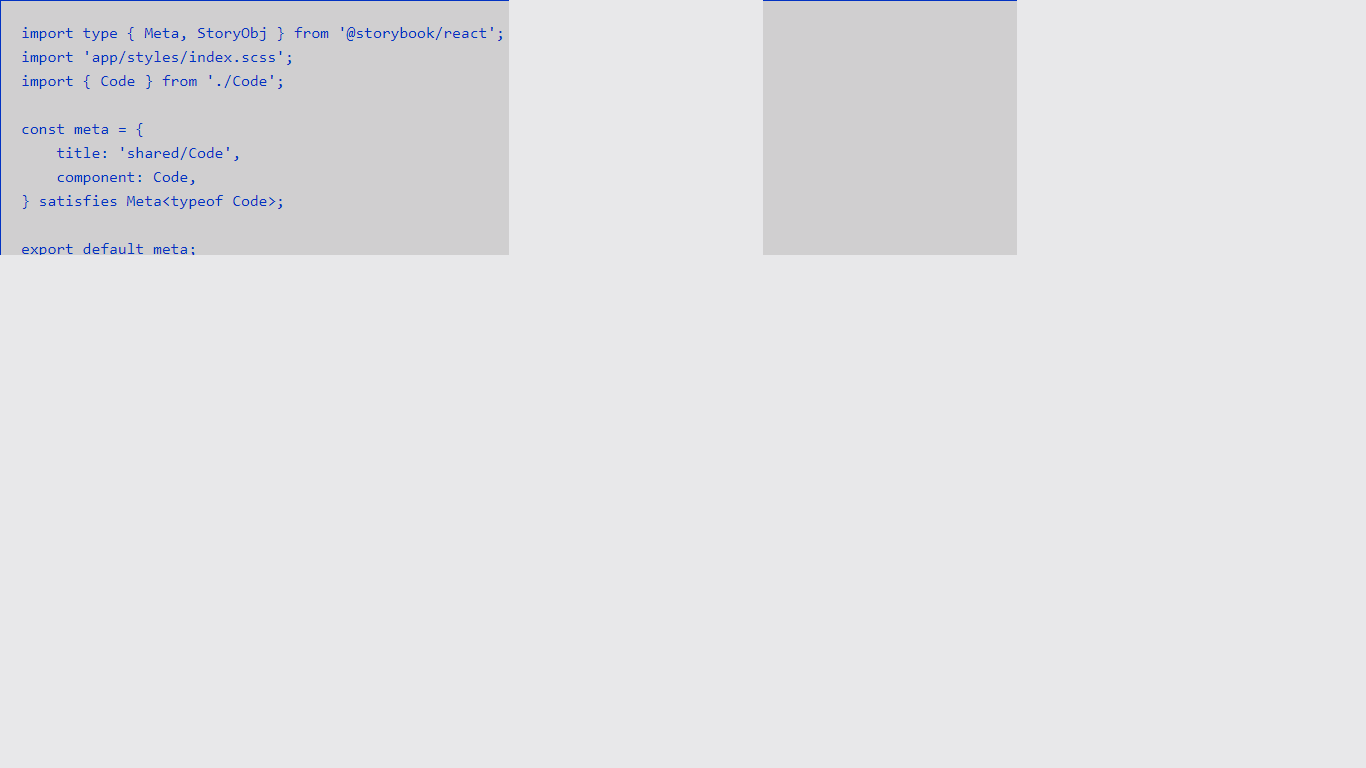 import type { Meta, StoryObj } from '@storybook/react';
import 'app/styles/index.scss';
import { Code } from './Code';
const meta = {
    title: 'shared/Code',
    component: Code,
} satisfies Meta<typeof Code>;
export default meta;